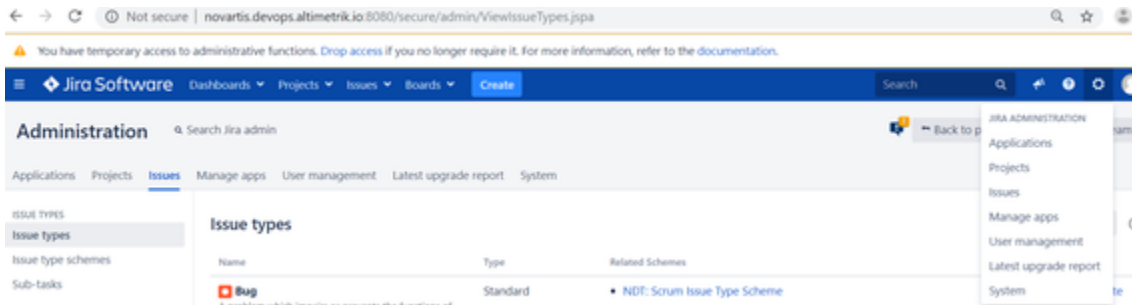 Not secure | novartis.devops.altimetrik.io:8080/secure/admin/ViewIssueTypes.jspa
You have temporary access to administrative functions. Drop access if you no longer require it. For more information, refer to the documentation.
Jira Software Dashboards Projects Issues Boards Create Search
Administration Search Jira admin Back to p
JIRA ADMINISTRATION
Applications
Projects
Issues
Manage apps
User management
Latest upgrade report
System
Applications Projects Issues Manage apps User management Latest upgrade report System
ISSUE TYPES
Issue types
Issue type schemes
Sub-tasks
Issue types
Name Type Related Schemes
Bug Standard • NDT: Scrum Issue Type Scheme